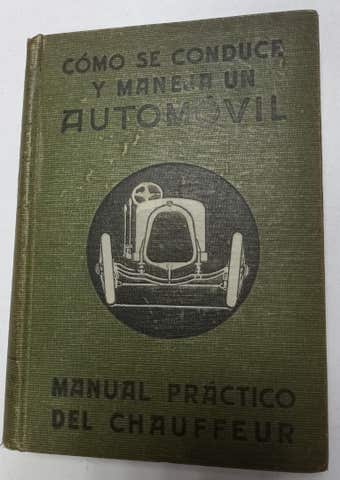 CÓMO SE CONDUCE
Y MANEJA UN
AUTOMÓVIL
MANUAL PRÁCTICO
DEL CHAUFFEUR